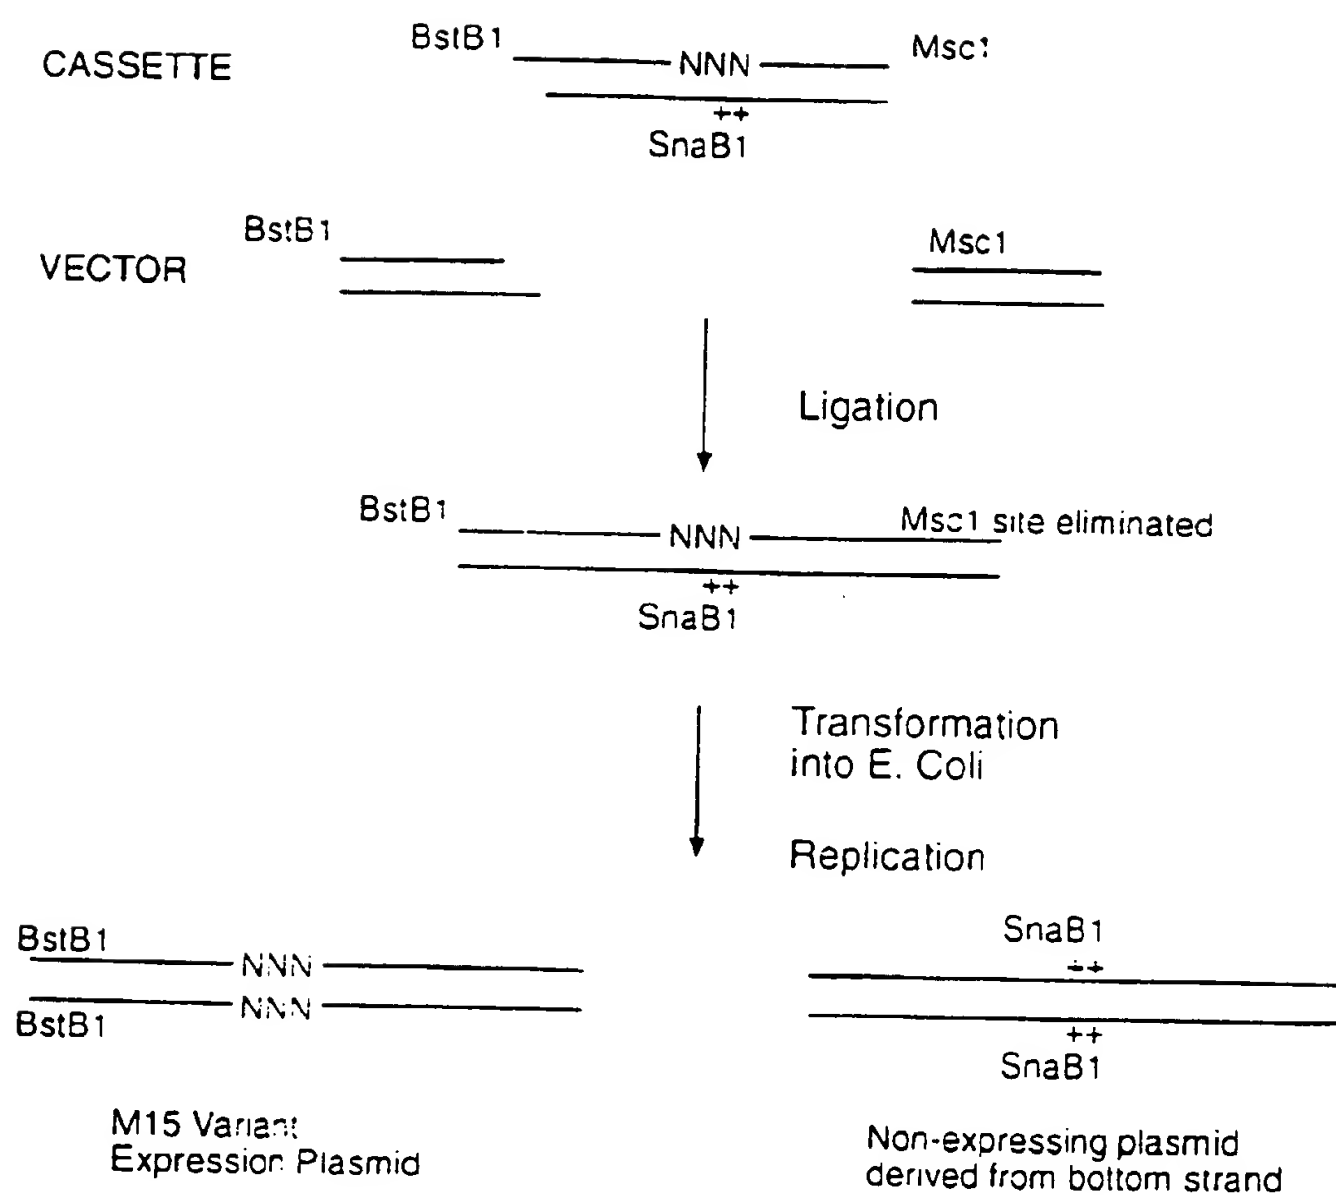 BstB1
Msc1
CASSETTE
NNN
++
SnaB1
BstB1
Msc1
VECTOR
Ligation
BstB1
Msc1 site eliminated
NNN
++
SnaB1
Transformation
into E. Coli
Replication
SnaB1
BstB1
++
NNN
NNN
BstB1
++
SnaB1
M15 Variant
Expression Plasmid
Non-expressing plasmid
derived from bottom strand